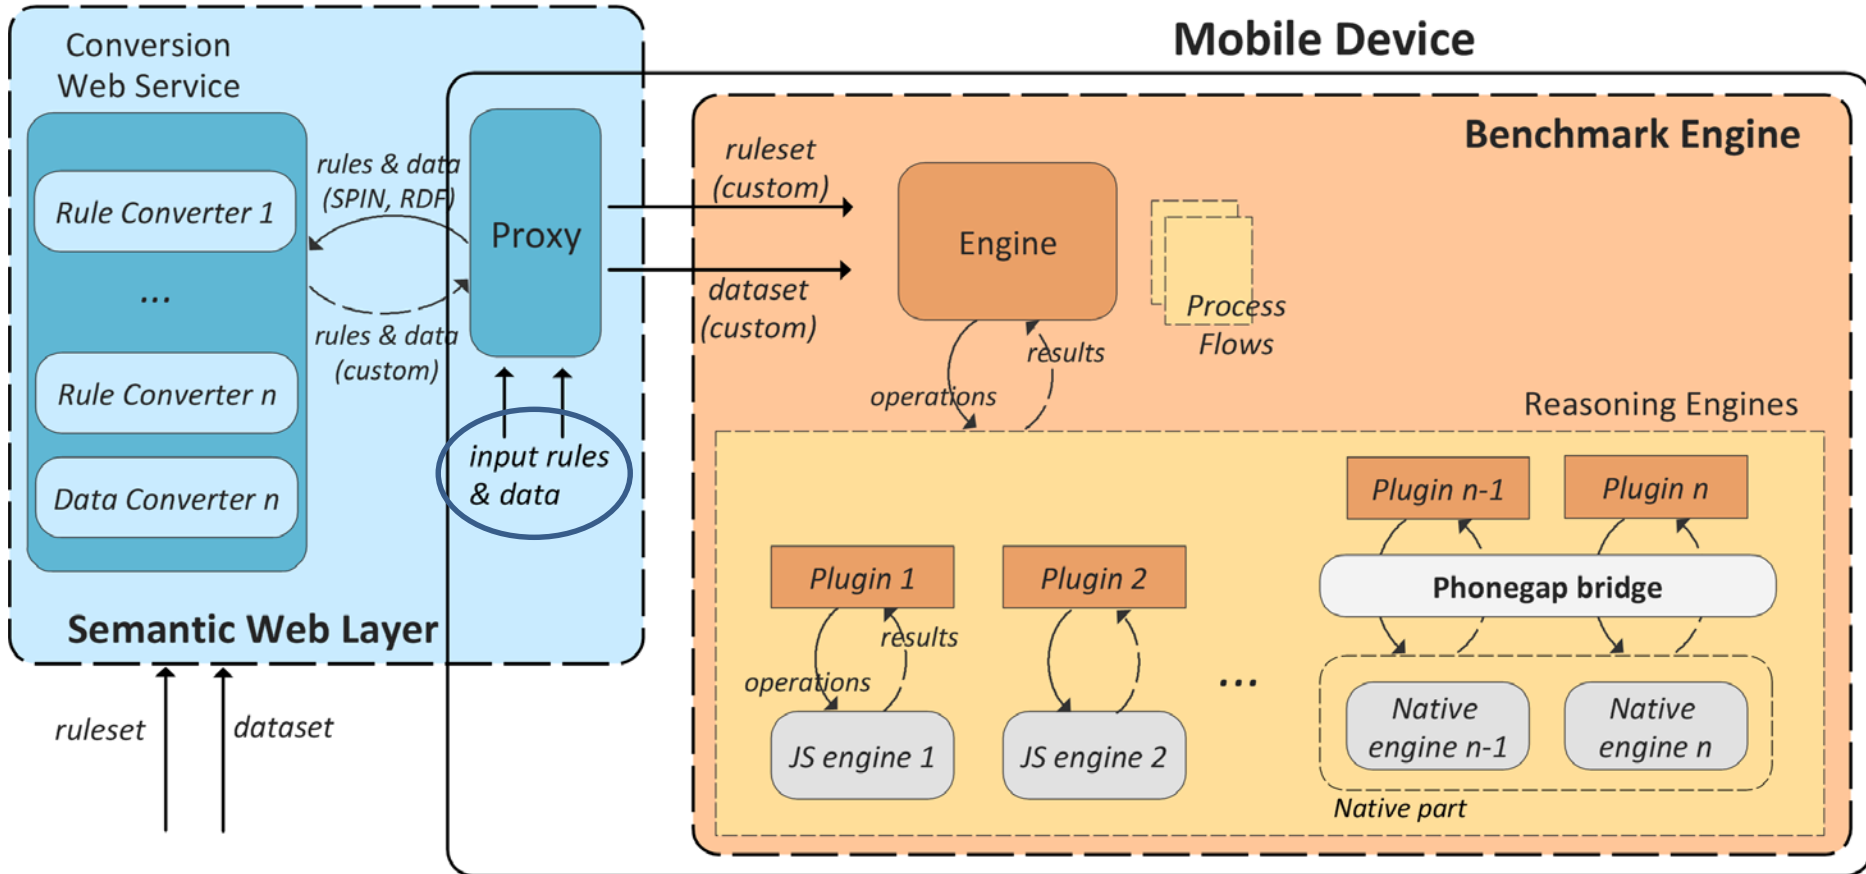 Mobile Device
Conversion
Web Service
Rule Converter 1
...
Rule Converter n
Data Converter n
rules & data
(SPIN, RDF)
rules & data
(custom)
Proxy
input rules
& data
Semantic Web Layer
ruleset
dataset
ruleset
(custom)
dataset
(custom)
Benchmark Engine
Engine
Process
Flows
operations
results
Reasoning Engines
Plugin 1
results
operations
JS engine 1
Plugin 2
JS engine 2
...
Plugin n-1
Plugin n
Phonegap bridge
Native
engine n-1
Native
engine n
Native part